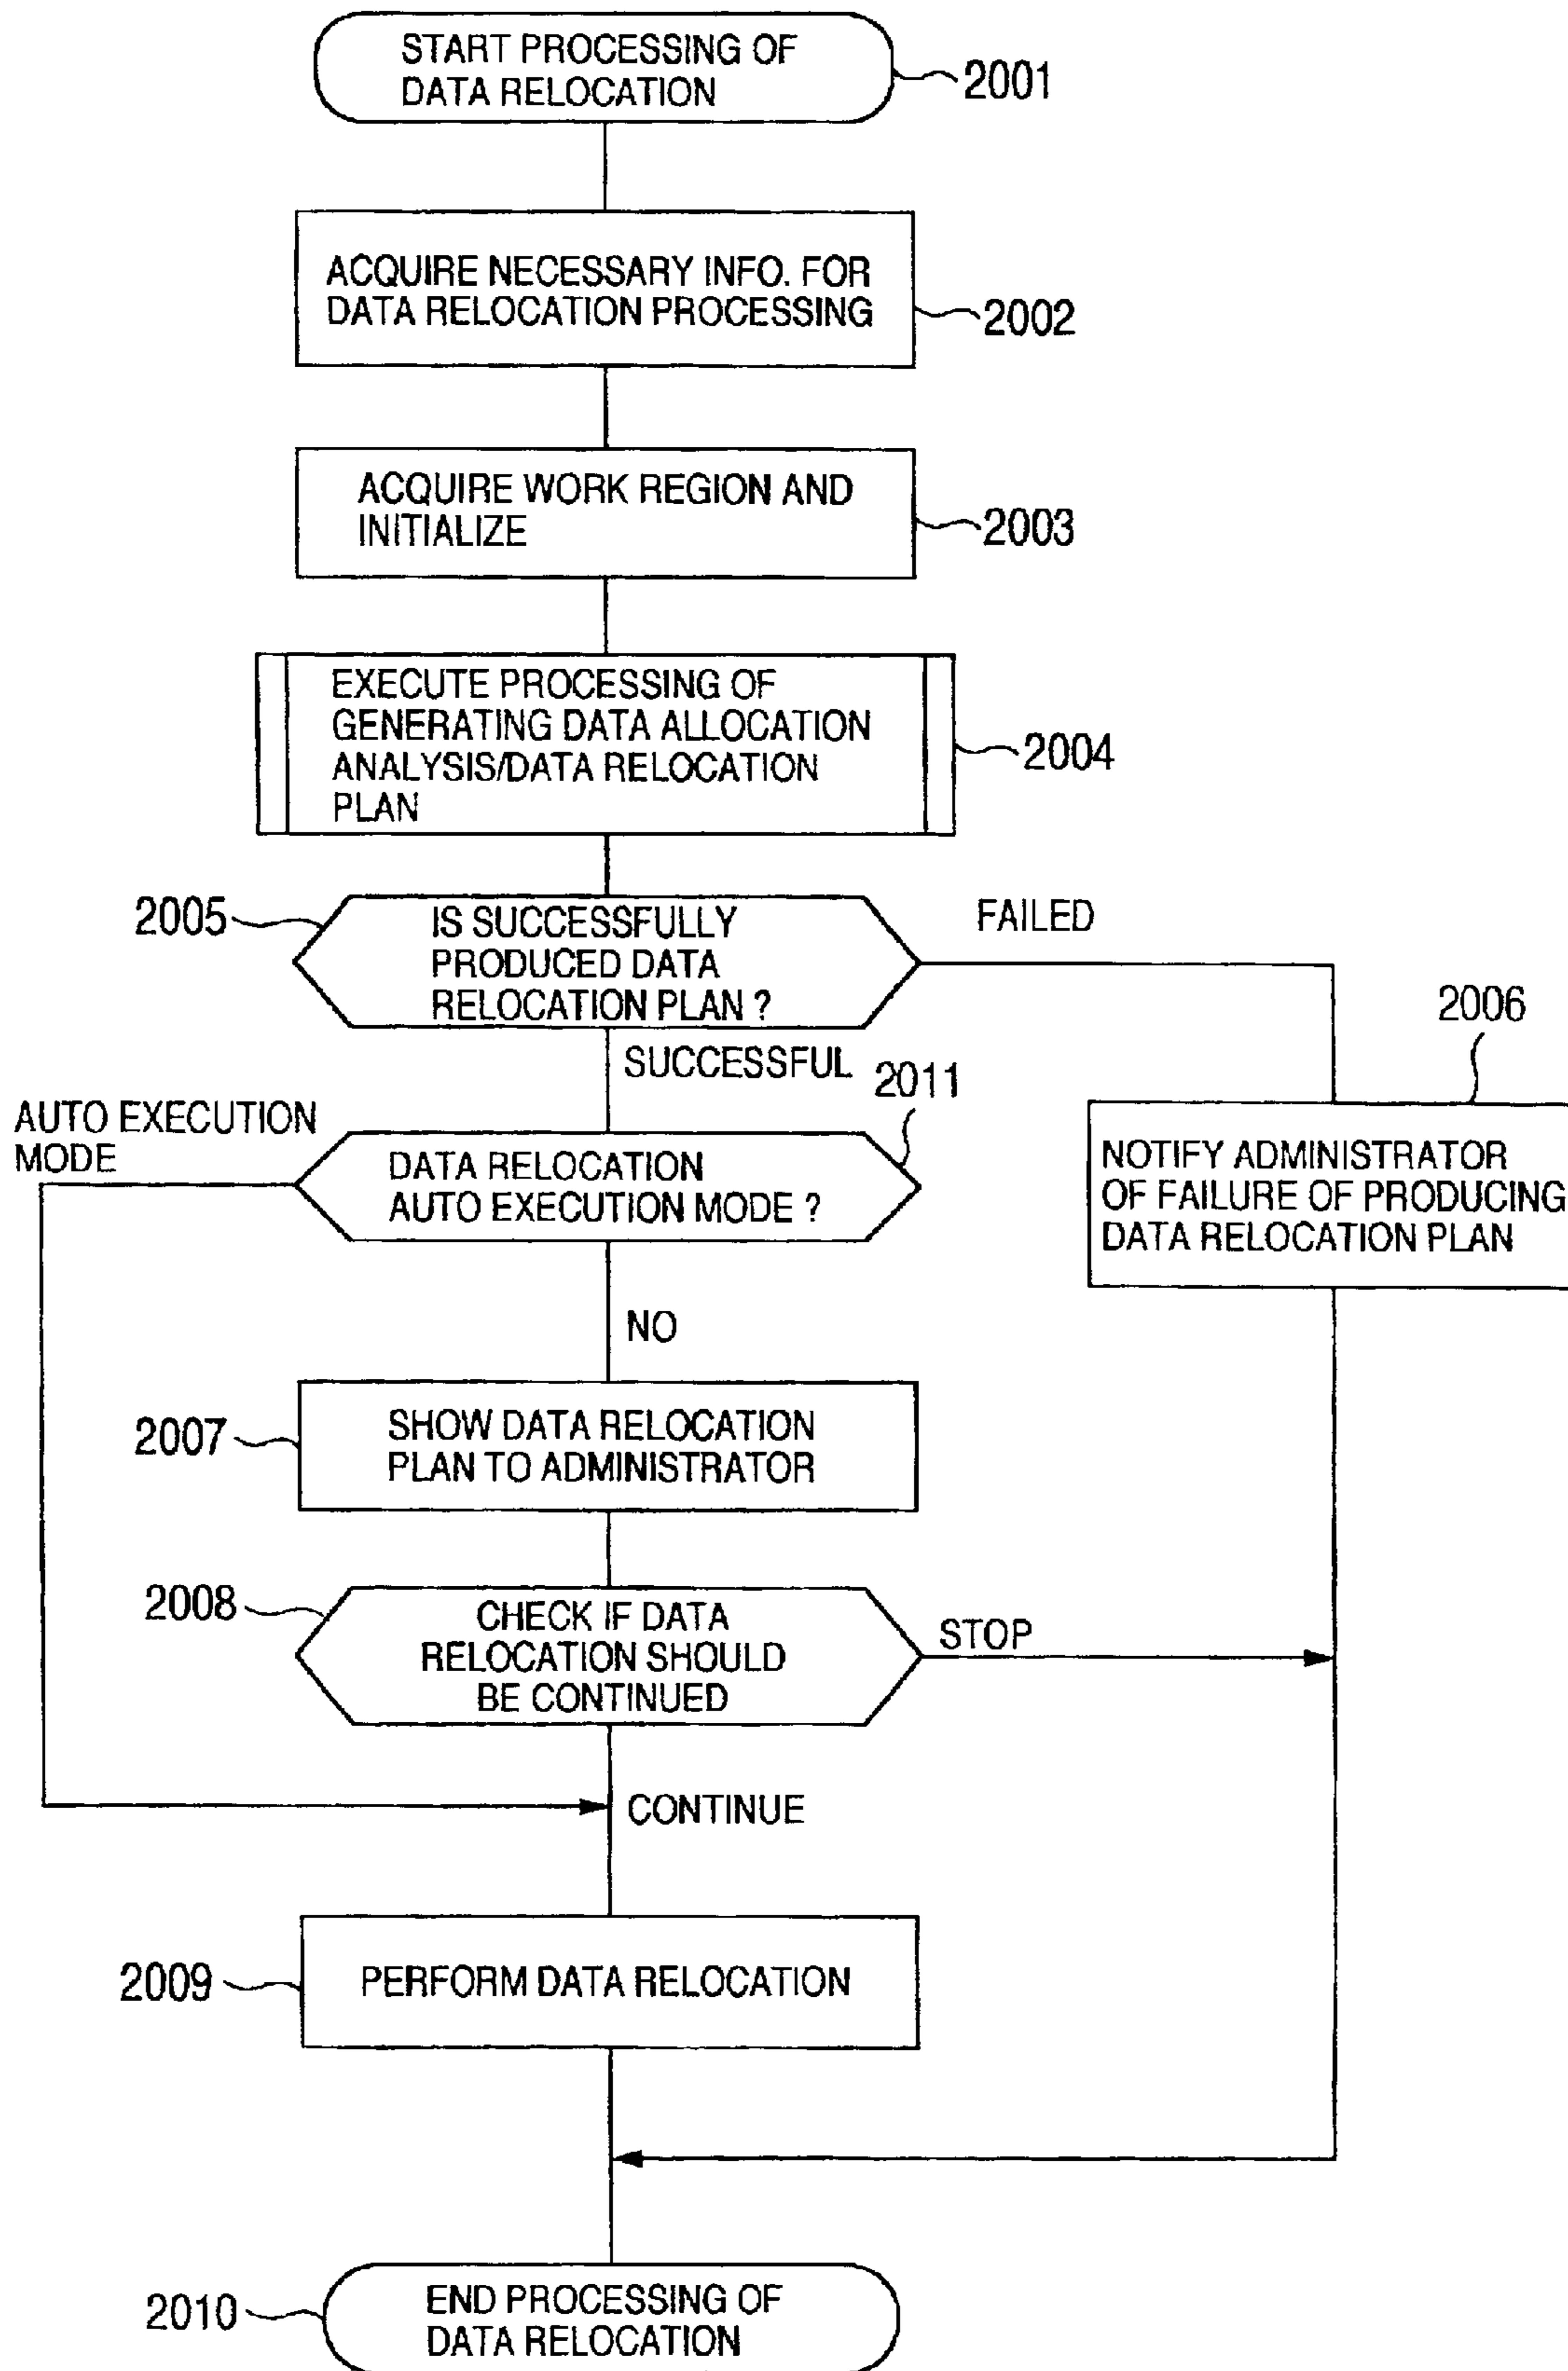 START PROCESSING OF
DATA RELOCATION
2001
ACQUIRE NECESSARY INFO. FOR
DATA RELOCATION PROCESSING
2002
ACQUIRE WORK REGION AND
INITIALIZE
2003
EXECUTE PROCESSING OF
GENERATING DATA ALLOCATION
ANALYSIS/DATA RELOCATION
PLAN
2004
2005
IS SUCCESSFULLY
PRODUCED DATA
RELOCATION PLAN ?
FAILED
2006
NOTIFY ADMINISTRATOR
OF FAILURE OF PRODUCING
DATA RELOCATION PLAN
SUCCESSFUL
2011
AUTO EXECUTION
MODE
DATA RELOCATION
AUTO EXECUTION MODE ?
NO
2007
SHOW DATA RELOCATION
PLAN TO ADMINISTRATOR
2008
CHECK IF DATA
RELOCATION SHOULD
BE CONTINUED
STOP
CONTINUE
2009
PERFORM DATA RELOCATION
2010
END PROCESSING OF
DATA RELOCATION